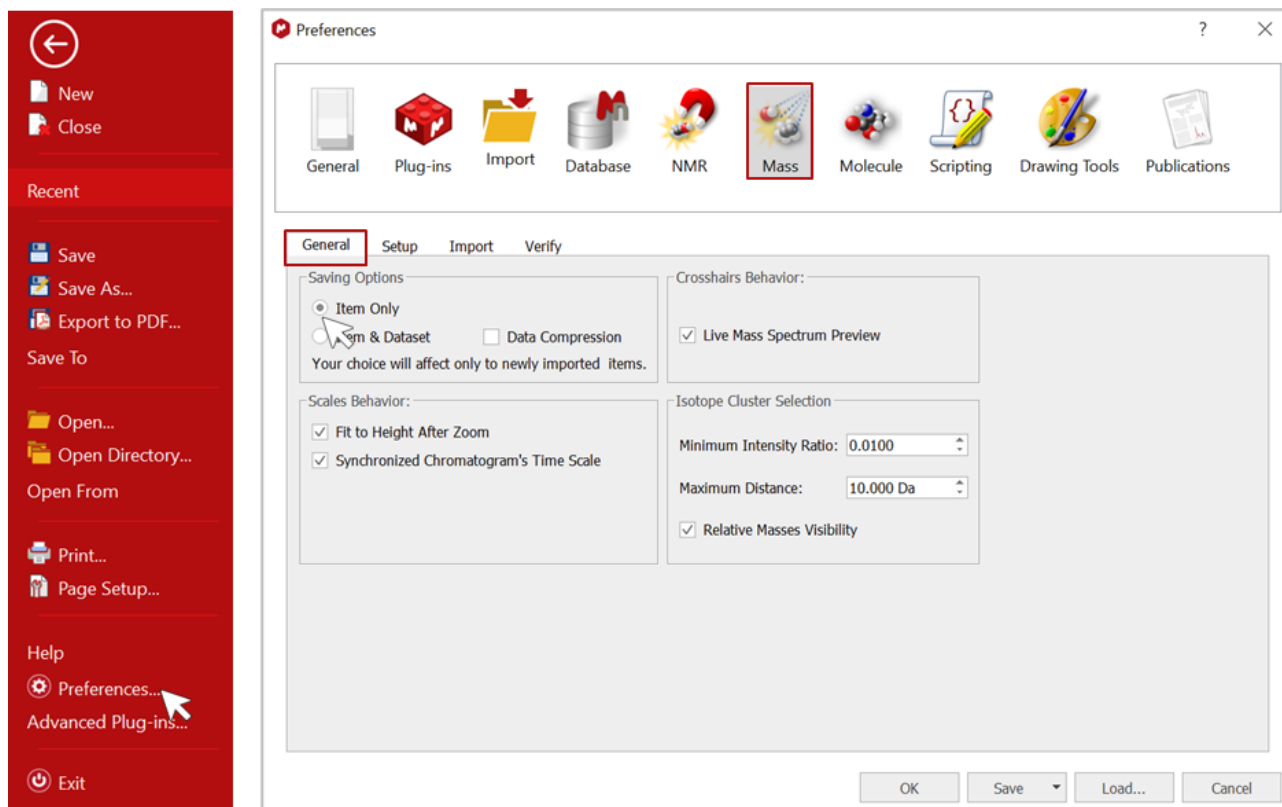 New
Close
Recent
Save
Save As...
Export to PDF...
Save To
Open...
Open Directory...
Open From
Print...
Page Setup...
Help
Preferences...
Advanced Plug-ins...
Exit
Preferences
General
Plug-ins
Import
Database
NMR
Mass
Molecule
Scripting
Drawing Tools
Publications
General
Setup
Import
Verify
Saving Options
Item Only
& Dataset
Data Compression
Your choice will affect only to newly imported items.
Crosshairs Behavior:
Live Mass Spectrum Preview
Scales Behavior:
Fit to Height After Zoom
Synchronized Chromatogram's Time Scale
Isotope Cluster Selection
Minimum Intensity Ratio: 0.0100
Maximum Distance: 10.000 Da
Relative Masses Visibility
OK
Save
Load...
Cancel